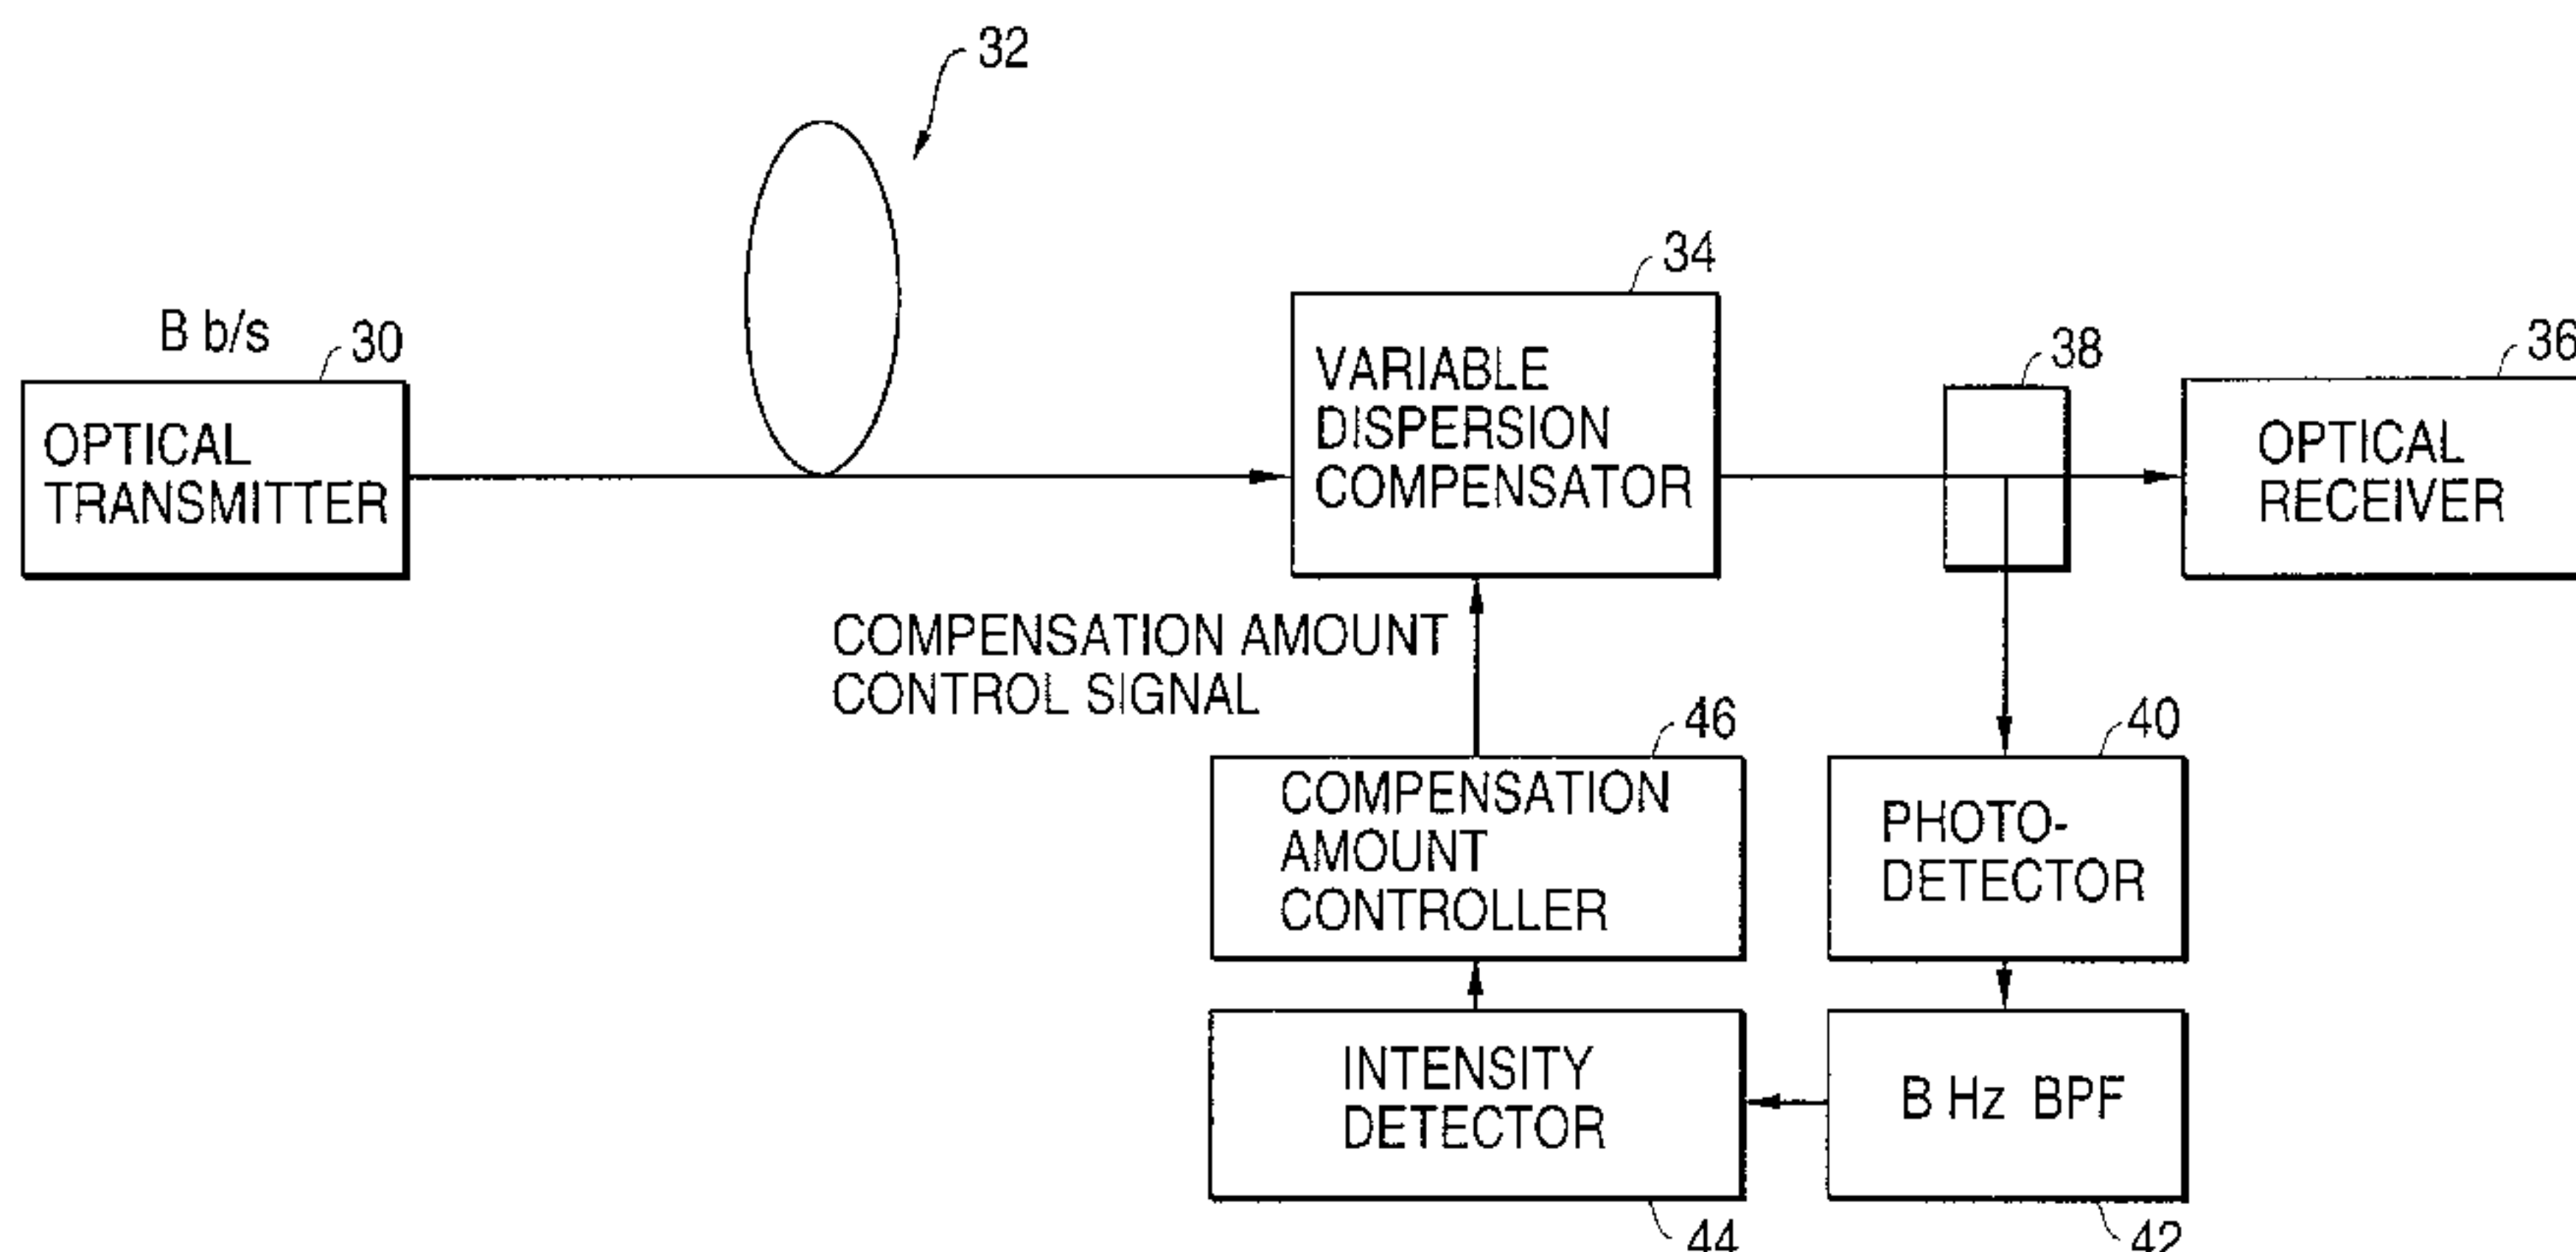 32
34
B b/s
30
38
36
OPTICAL
TRANSMITTER
VARIABLE
DISPERSION
COMPENSATOR
OPTICAL
RECEIVER
COMPENSATION AMOUNT
CONTROL SIGNAL
46
40
COMPENSATION
AMOUNT
CONTROLLER
PHOTO-
DETECTOR
INTENSITY
DETECTOR
B Hz BPF
44
42